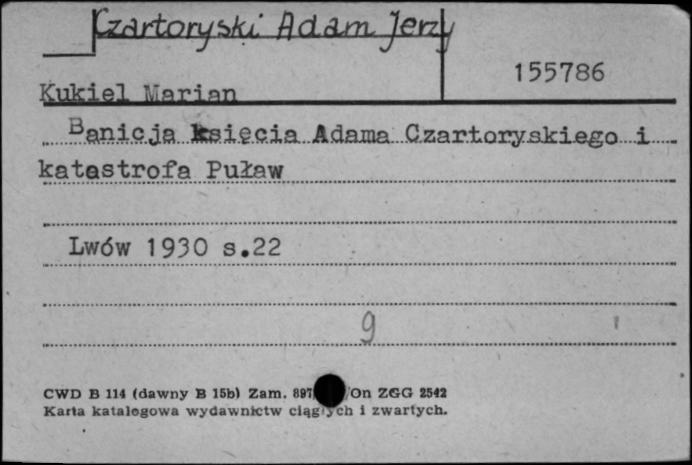 Czartoryski Adam Jerzy
155786
Kukiel Marian
Banicja księcia Adama Czartoryskiego i
katastrofa Puław
Lwów 1930 s.22
9
CWD B 114 (dawny B 15b) Zam. 897 /On ZGG 2542
Karta katalogowa wydawnictw ciągłych i zwartych.